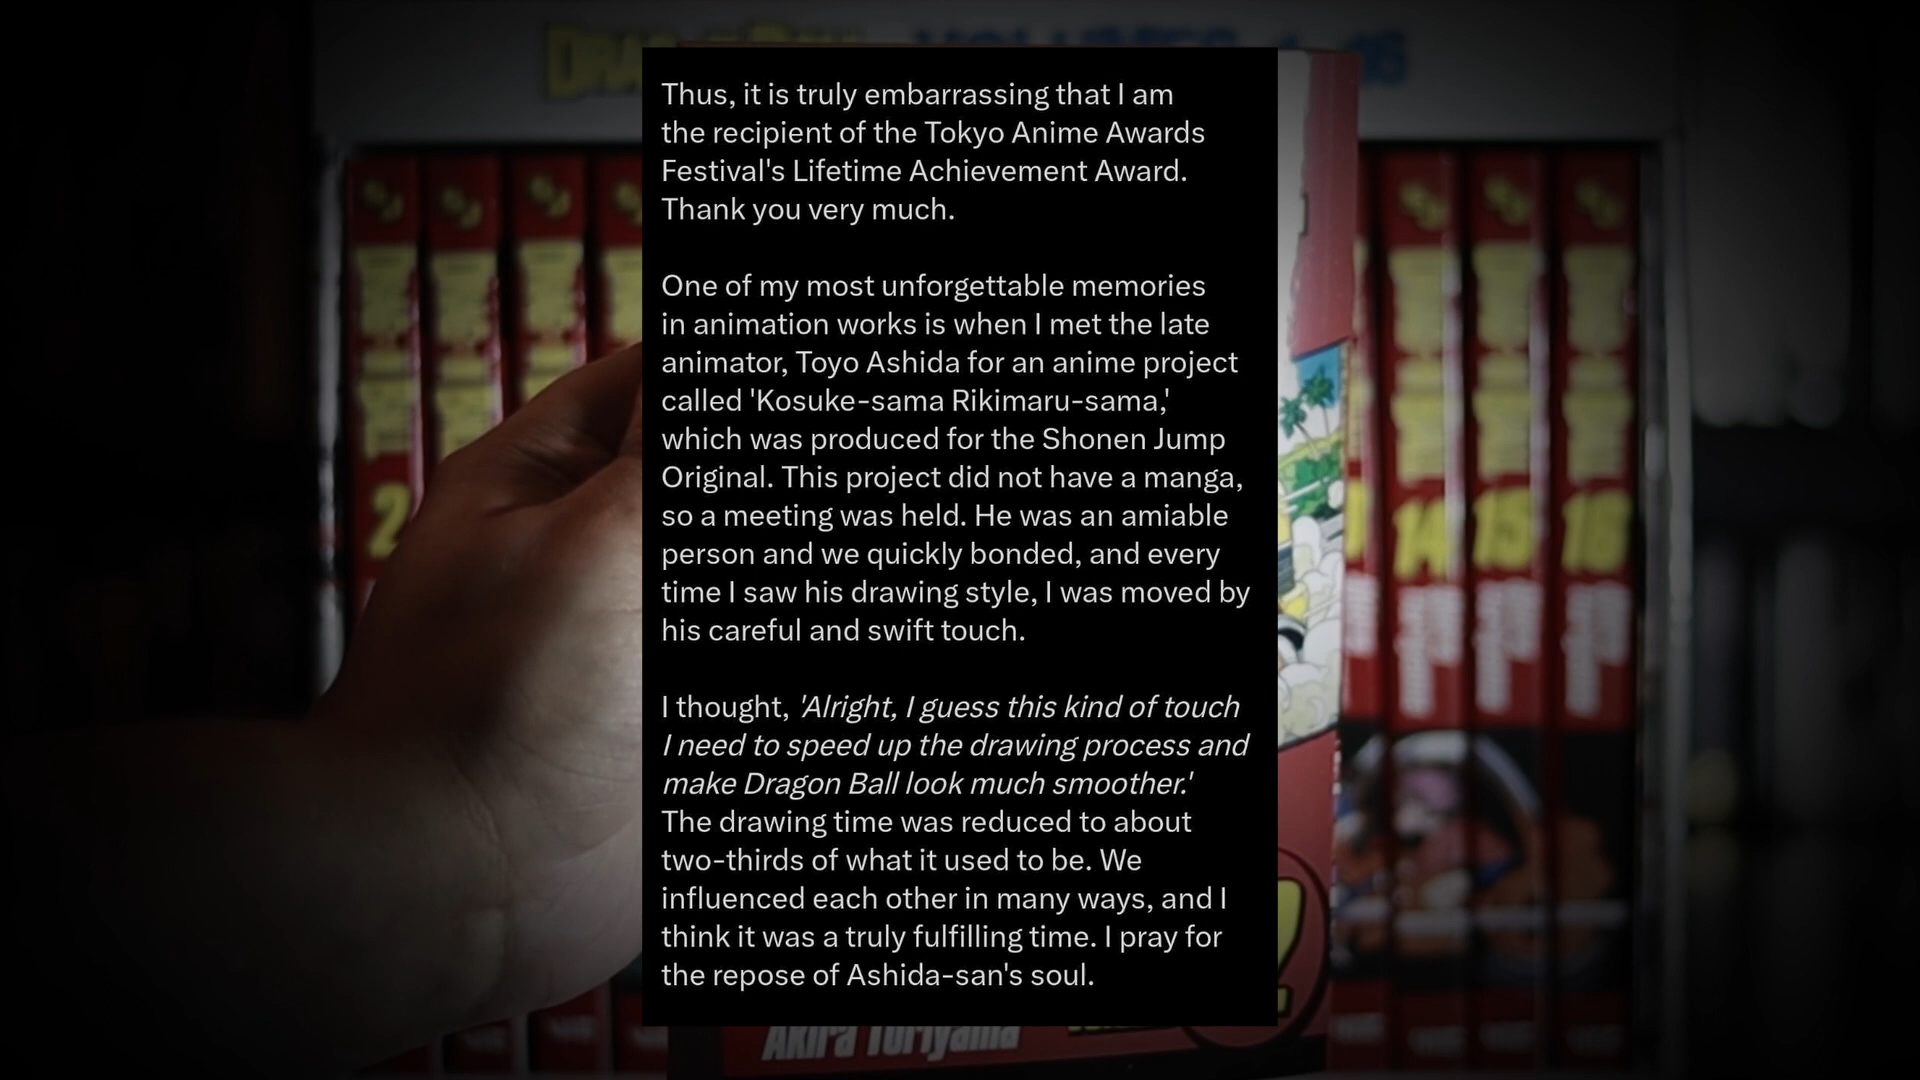 Thus, it is truly embarrassing that I am
the recipient of the Tokyo Anime Awards
Festival's Lifetime Achievement Award.
Thank you very much.
One of my most unforgettable memories
in animation works is when I met the late
animator, Toyo Ashida for an anime project
called 'Kosuke-sama Rikimaru-sama,'
which was produced for the Shonen Jump
Original. This project did not have a manga,
so a meeting was held. He was an amiable
person and we quickly bonded, and every
time I saw his drawing style, I was moved by
his careful and swift touch.
I thought, 'Alright, I guess this kind of touch
I need to speed up the drawing process and
make Dragon Ball look much smoother.'
The drawing time was reduced to about
two-thirds of what it used to be. We
influenced each other in many ways, and I
think it was a truly fulfilling time. I pray for
the repose of Ashida-san's soul.
2
14
15
16
Akira Toriyama